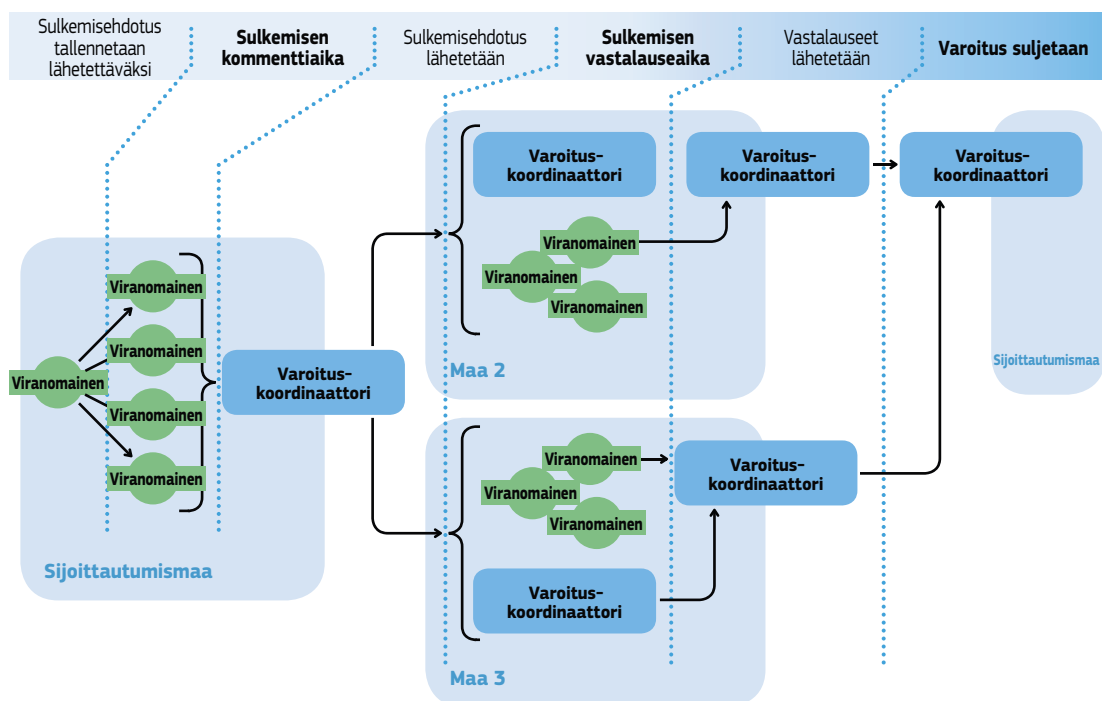 Sulkemisehdotus
tallennetaan
lähetettäväksi
Sulkemisen
kommenttiaika
Sulkemisehdotus
lähetetään
Sulkemisen
vastalauseaika
Vastalauseet
lähetetään
Varoitus suljetaan
Viranomainen
Viranomainen
Viranomainen
Viranomainen
Viranomainen
Varoitus-
koordinaattori
Sijoittautumismaa
Varoitus-
koordinaattori
Viranomainen
Viranomainen
Viranomainen
Maa 2
Varoitus-
koordinaattori
Varoitus-
koordinaattori
Sijoittautumismaa
Viranomainen
Viranomainen
Viranomainen
Varoitus-
koordinaattori
Varoitus-
koordinaattori
Maa 3